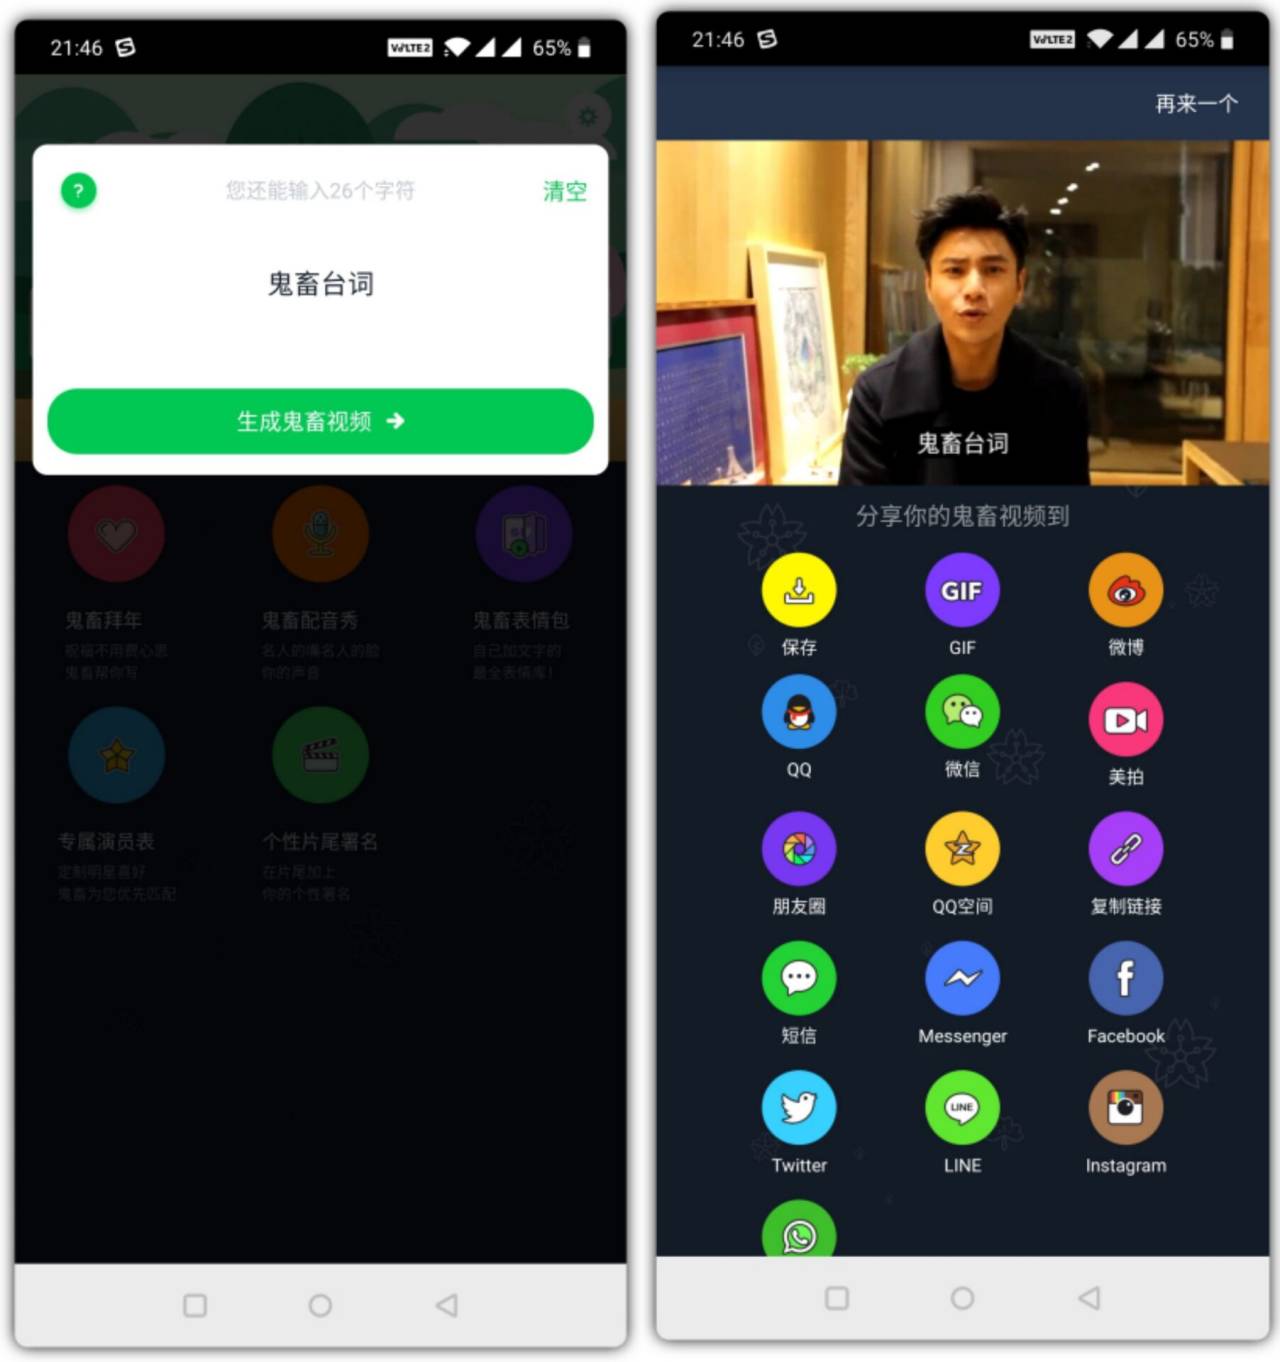 21:46
VoLTE2
65%
?
您还能输入26个字符
清空
鬼畜台词
生成鬼畜视频
鬼畜拜年
鬼畜配音秀
鬼畜表情包
祝福不用费心思
名人的嘴名人的脸
自己加文字的
鬼畜帮你写
你的声音
最全表情库!
专属演员表
个性片尾署名
定制明星喜好
在片尾加上
鬼畜为您优先匹配
你的个性署名
21:46
VoLTE2
65%
再来一个
鬼畜台词
分享你的鬼畜视频到
GIF
保存
GIF
微博
QQ
微信
美拍
朋友圈
QQ空间
复制链接
短信
Messenger
Facebook
LINE
Twitter
LINE
Instagram